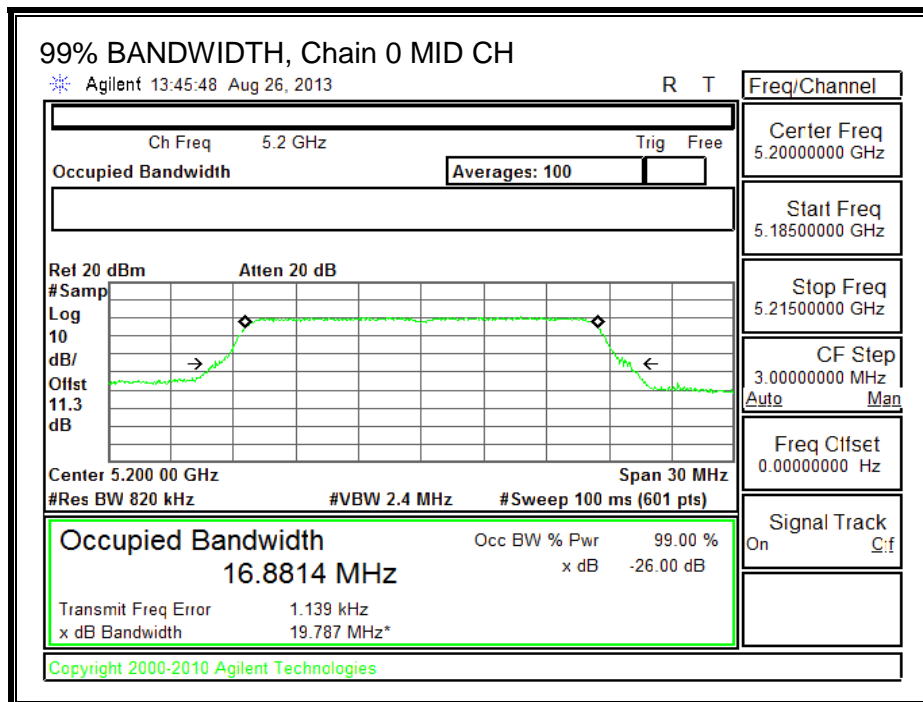 99% BANDWIDTH, Chain 0 MID CH
Agilent 13:45:48 Aug 26, 2013 R T
Freq/Channel
Ch Freq 5.2 GHz Trig Free
Occupied Bandwidth Averages: 100
Center Freq
5.20000000 GHz
Start Freq
5.18500000 GHz
Stop Freq
5.21500000 GHz
CF Step
3.00000000 MHz
Auto Man
Freq Offset
0.00000000 Hz
Signal Track
On Off
Ref 20 dBm Atten 20 dB
#Samp
Log
10
dB/
Offst
11.3
dB
Center 5.200 00 GHz Span 30 MHz
#Res BW 820 kHz #VBW 2.4 MHz #Sweep 100 ms (601 pts)
Occupied Bandwidth Occ BW % Pwr 99.00 %
16.8814 MHz x dB -26.00 dB
Transmit Freq Error 1.139 kHz
x dB Bandwidth 19.787 MHz*
Copyright 2000-2010 Agilent Technologies